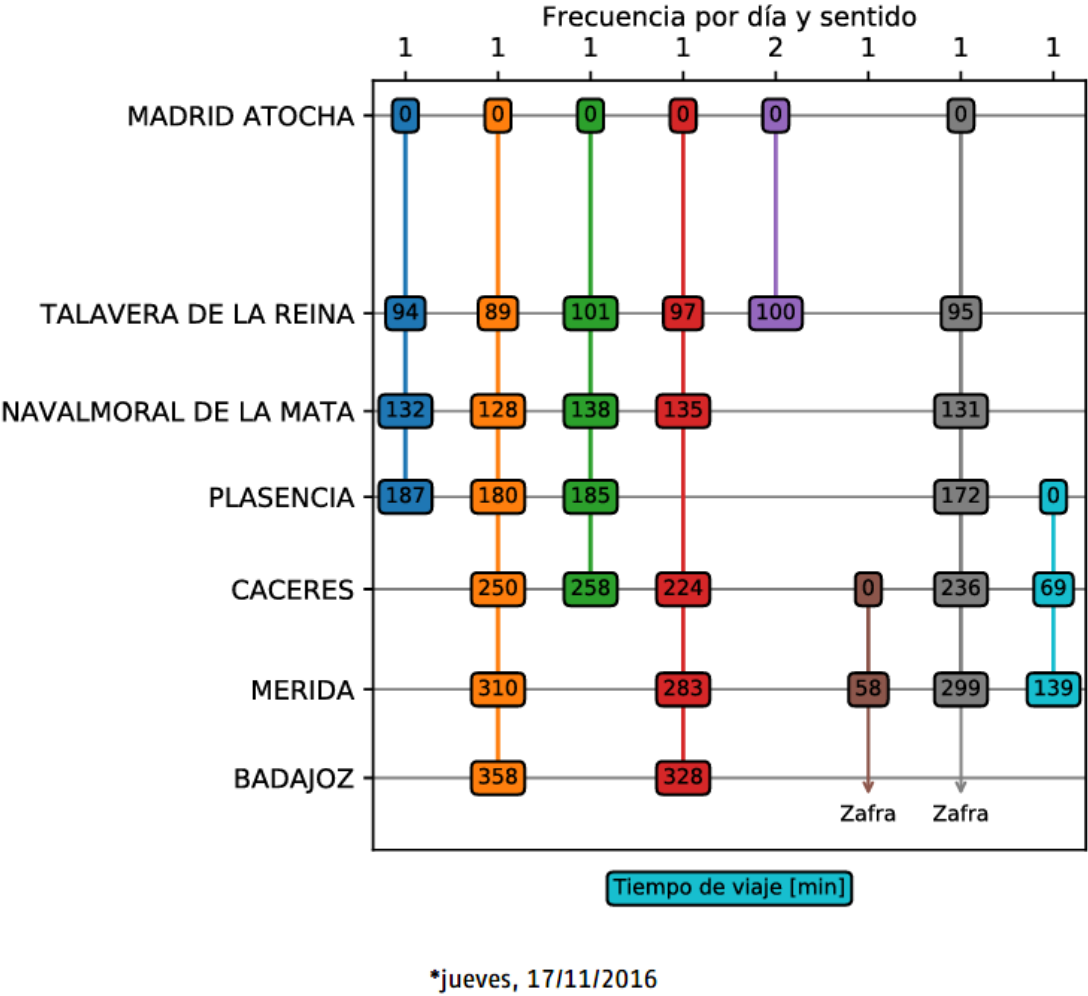 Frecuencia por día y sentido
1 1 1 1 2 1 1 1
MADRID ATOCHA 0 0 0 0 0 0
TALAVERA DE LA REINA 94 89 101 97 100 95
NAVALMORAL DE LA MATA 132 128 138 135 131
PLASENCIA 187 180 185 172 0
CACERES 250 258 224 0 236 69
MERIDA 310 283 58 299 139
BADAJOZ 358 328
Zafra Zafra
Tiempo de viaje [min]
*jueves, 17/11/2016